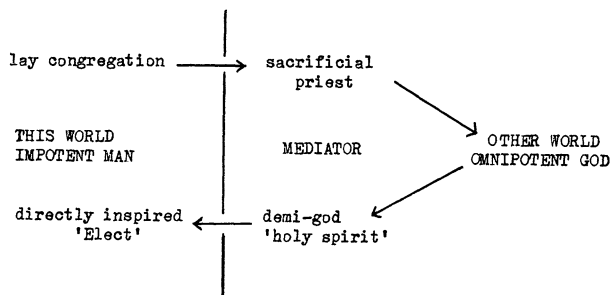 lay congregation
sacrificial
priest
THIS WORLD
IMPOTENT MAN
MEDIATOR
OTHER WORLD
OMNIPOTENT GOD
directly inspired
'Elect'
demi-god
'holy spirit'